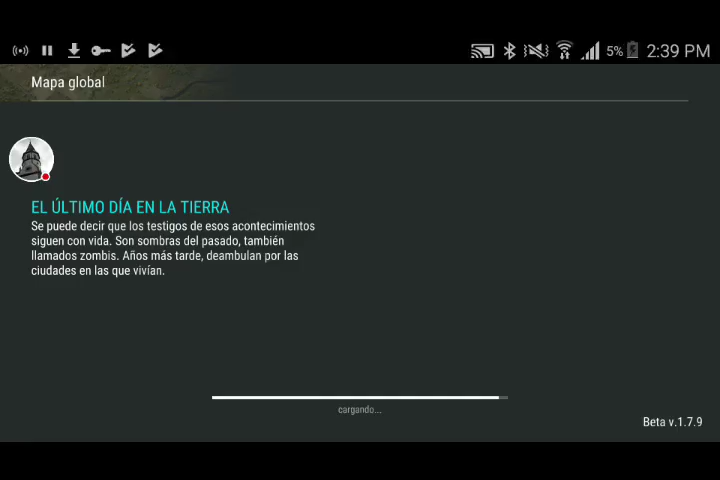 5% 2:39 PM
Mapa global
EL ÚLTIMO DÍA EN LA TIERRA
Se puede decir que los testigos de esos acontecimientos
siguen con vida. Son sombras del pasado, también
llamados zombis. Años más tarde, deambulan por las
ciudades en las que vivían.
cargando...
Beta v.1.7.9